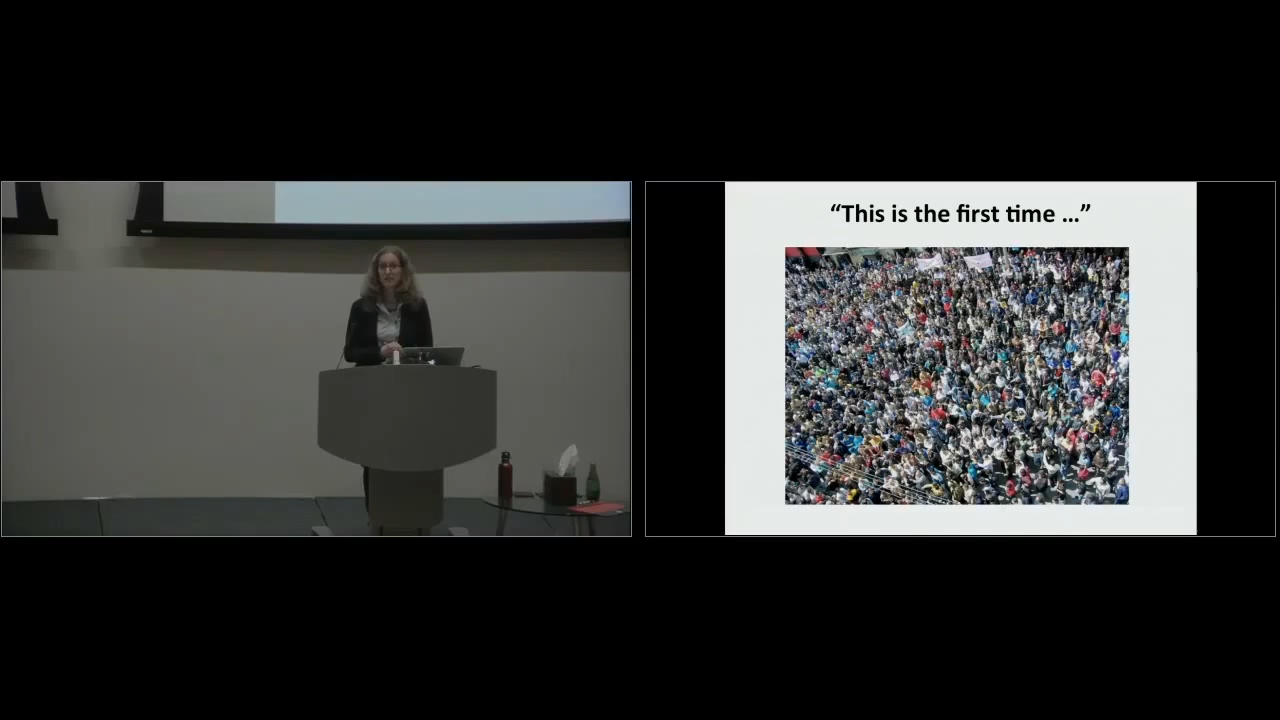 “This is the first time ...”